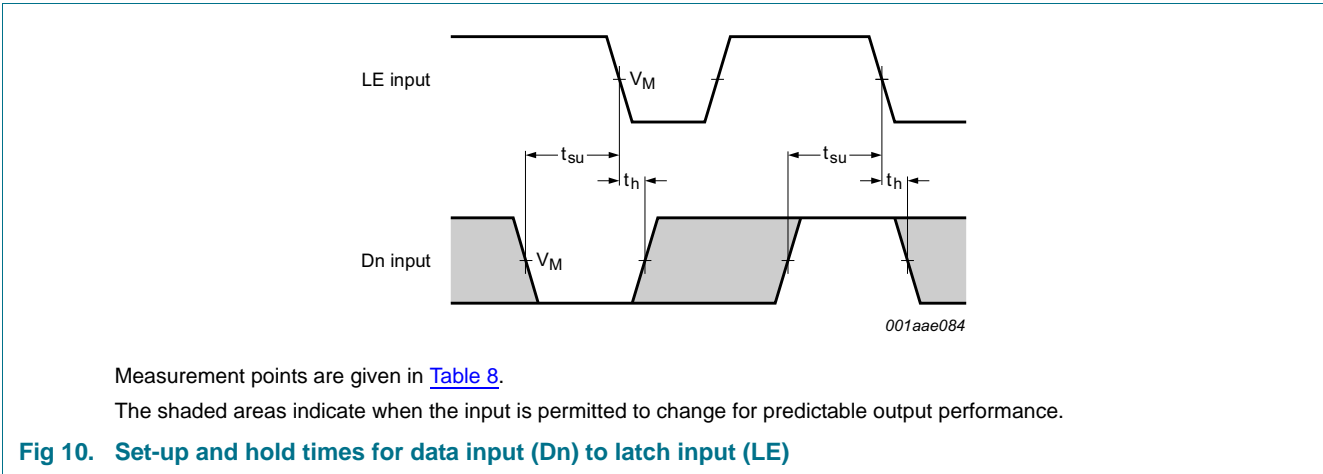 LE input
VM
tsu
tsu
th
th
Dn input
VM
001aae084
Measurement points are given in Table 8.
The shaded areas indicate when the input is permitted to change for predictable output performance.
Fig 10. Set-up and hold times for data input (Dn) to latch input (LE)